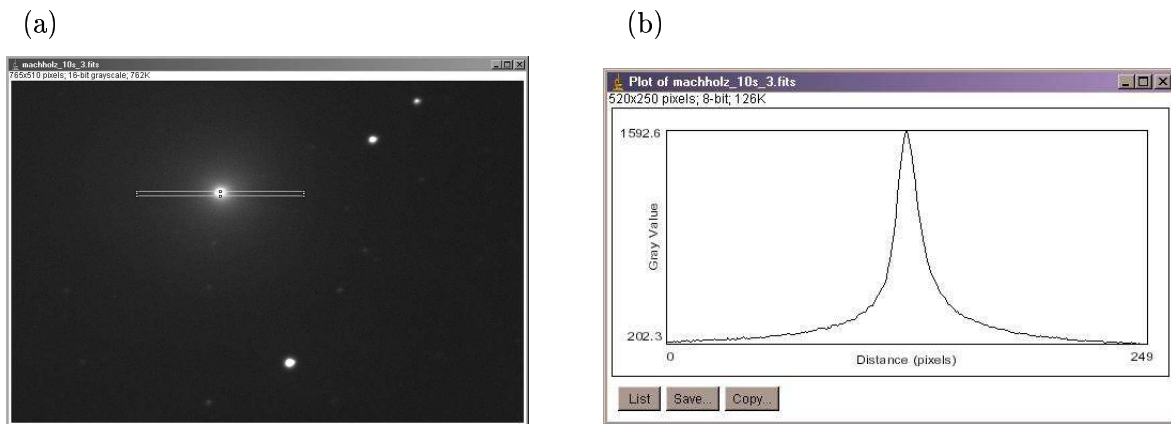 (a)
(b)
machholz_10s_3.fits
765x510 pixels; 16-bit grayscale; 762K
Plot of machholz_10s_3.fits
520x250 pixels; 8-bit; 126K
1592.6
Gray Value
202.3
0
Distance (pixels)
249
List
Save...
Copy...